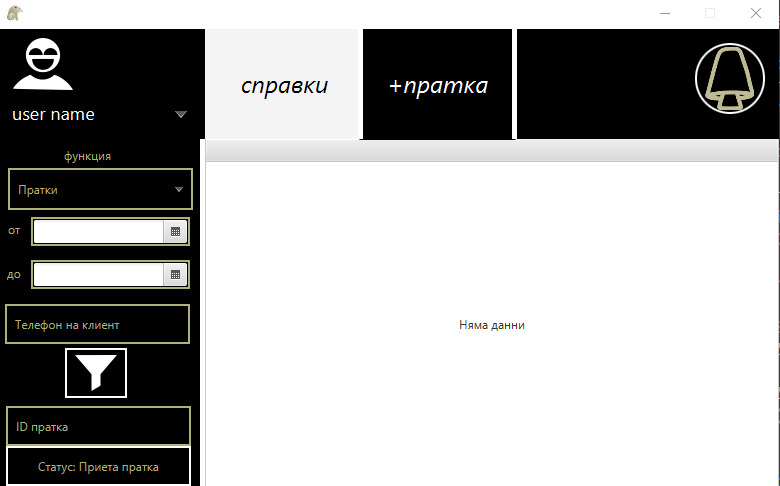 справки
+пратка
user name
функция
Пратки
от
до
Телефон на клиент
Няма данни
ID пратка
Статус: Приета пратка